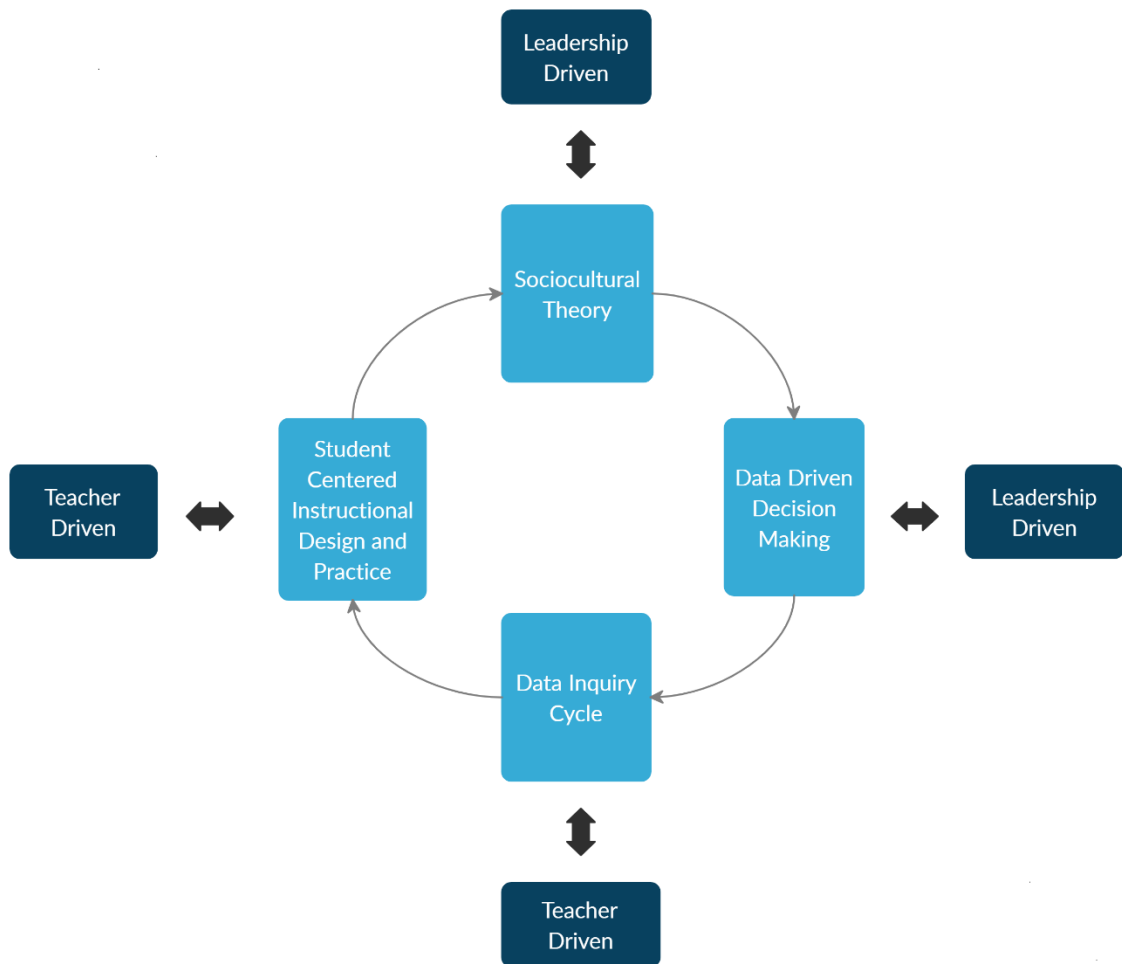 Leadership
Driven
Sociocultural
Theory
Student
Centered
Instructional
Design and
Practice
Data Driven
Decision
Making
Teacher
Driven
Leadership
Driven
Data Inquiry
Cycle
Teacher
Driven